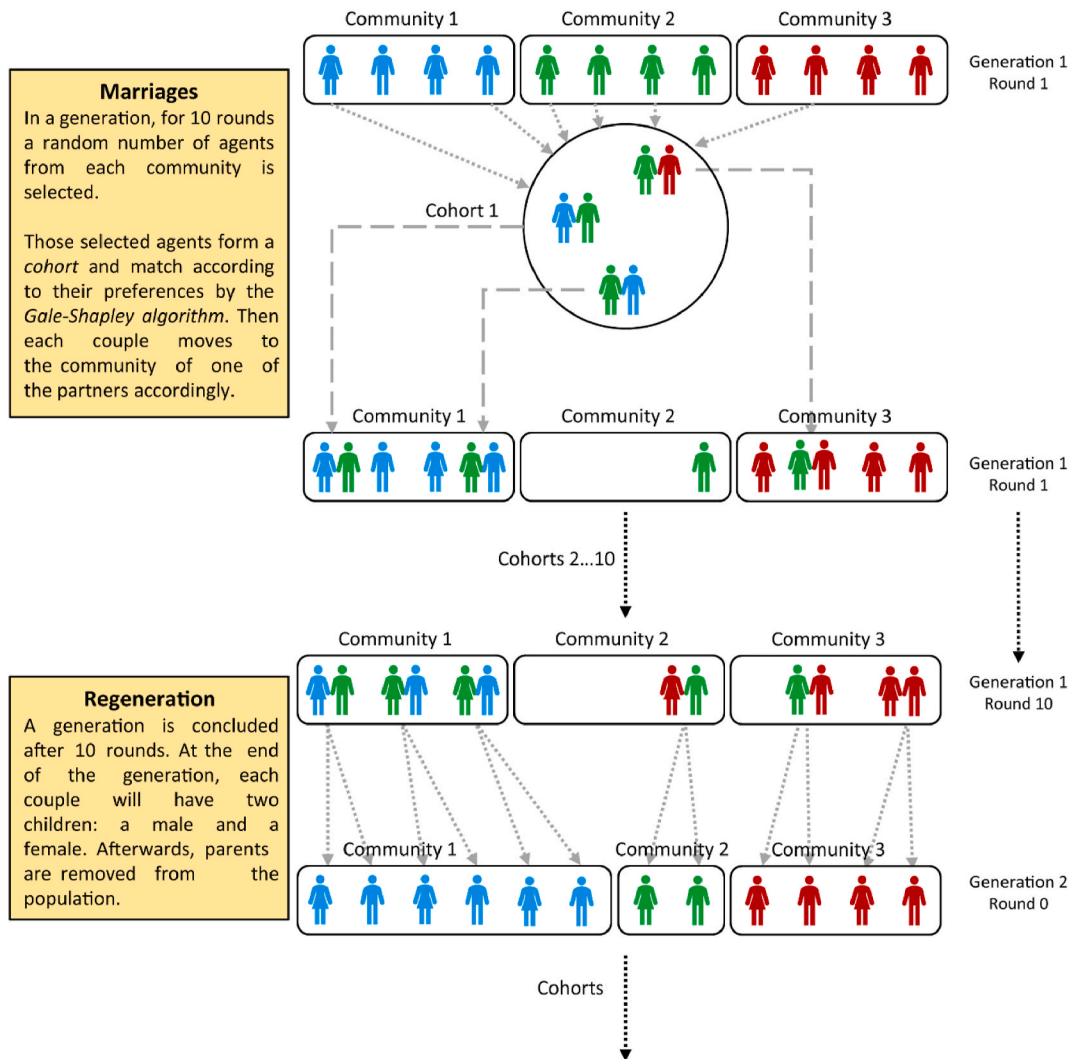 Community 1 Community 2 Community 3
Generation 1
Round 1
Marriages
In a generation, for 10 rounds
a random number of agents
from each community is
selected.
Those selected agents form a
cohort and match according
to their preferences by the
Gale-Shapley algorithm. Then
each couple moves to
the community of one of
the partners accordingly.
Cohort 1
Community 1 Community 2 Community 3
Generation 1
Round 1
Cohorts 2...10
Community 1 Community 2 Community 3
Generation 1
Round 10
Regeneration
A generation is concluded
after 10 rounds. At the end
of the generation, each
couple will have two
children: a male and a
female. Afterwards, parents
are removed from the
population.
Community 1 Community 2 Community 3
Generation 2
Round 0
Cohorts